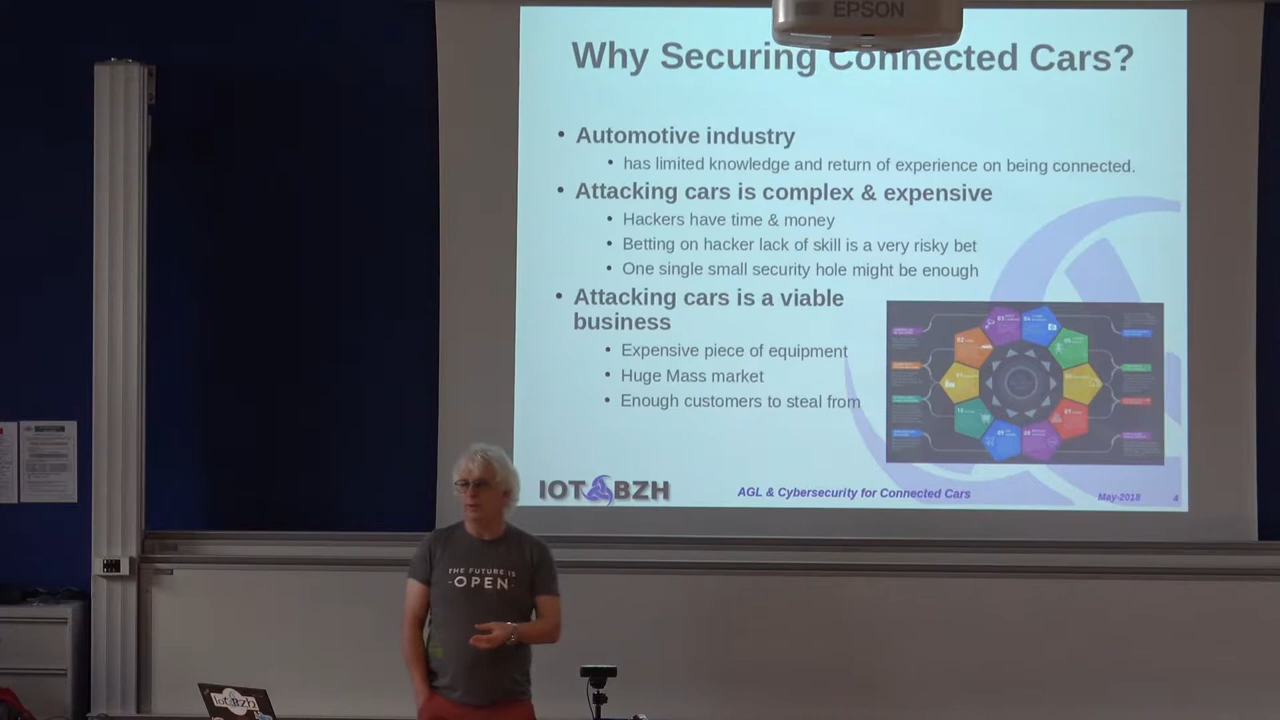 EPSON
Why Securing Connected Cars?
• Automotive industry
• has limited knowledge and return of experience on being connected.
• Attacking cars is complex & expensive
• Hackers have time & money
• Betting on hacker lack of skill is a very risky bet
• One single small security hole might be enough
• Attacking cars is a viable
business
• Expensive piece of equipment
• Huge Mass market
• Enough customers to steal from
IOT BZH
AGL & Cybersecurity for Connected Cars
May-2018
4
THE FUTURE IS
-OPEN-
IoT.Bzh